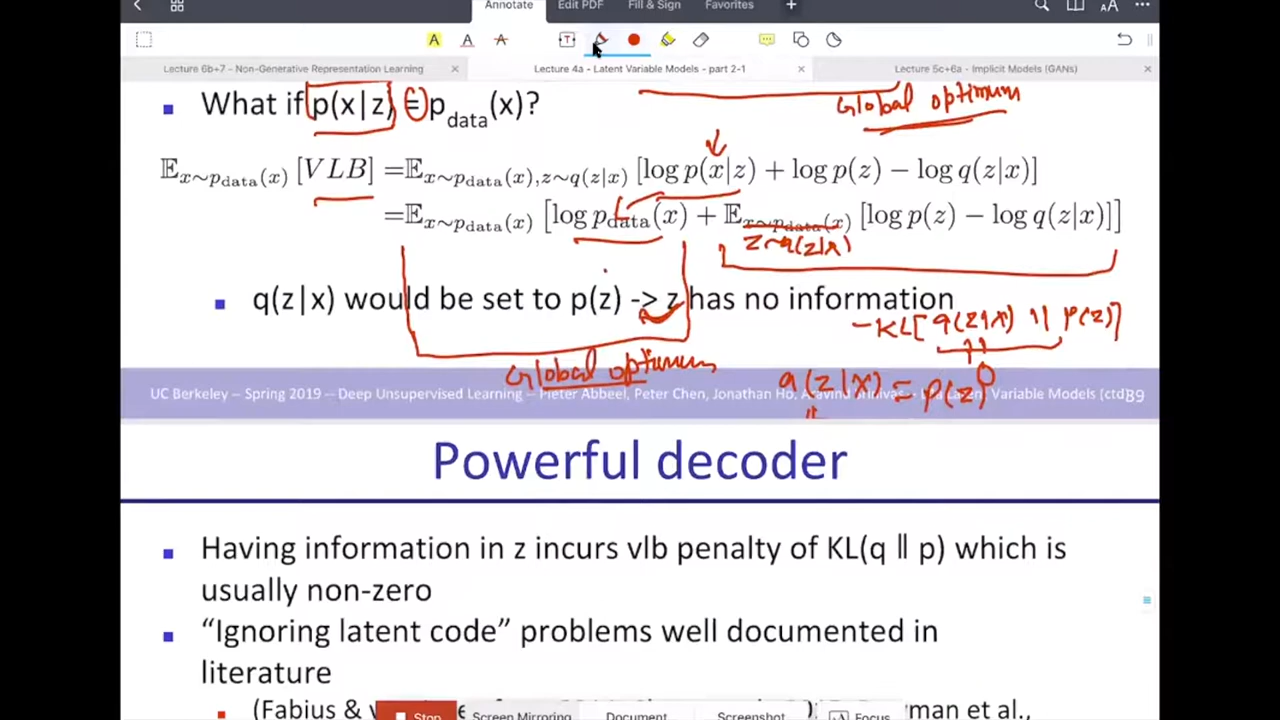 Annotate Edit PDF Fill & Sign Favorites
Lecture 6b+7 - Non-Generative Representation Learning Lecture 4a - Latent Variable Models - part 2-1 Lecture 5c+6a - Implicit Models (GANs)
What if p(x|z) = p_data(x)?
Global optimum
𝔼_{x∼p_data(x)} [VLB] =𝔼_{x∼p_data(x),z∼q(z|x)} [log p(x|z) + log p(z) − log q(z|x)]
=𝔼_{x∼p_data(x)} [log p_data(x) + 𝔼_{x∼p_data(x)} [log p(z) − log q(z|x)]]
z~q(z|x)
q(z|x) would be set to p(z) -> z has no information
-KL[q(z|x) || p(z)]
Global optimum
q(z|x) = p(z)
UC Berkeley -- Spring 2019 -- Deep Unsupervised Learning -- Pieter Abbeel, Peter Chen, Jonathan Ho, Aravind Srinivas -- Latent Variable Models (ctd 89
Powerful decoder
Having information in z incurs vlb penalty of KL(q ‖ p) which is
usually non-zero
“Ignoring latent code” problems well documented in
literature
(Fabius &
Stop Screen Mirroring Document Screenshot Focus